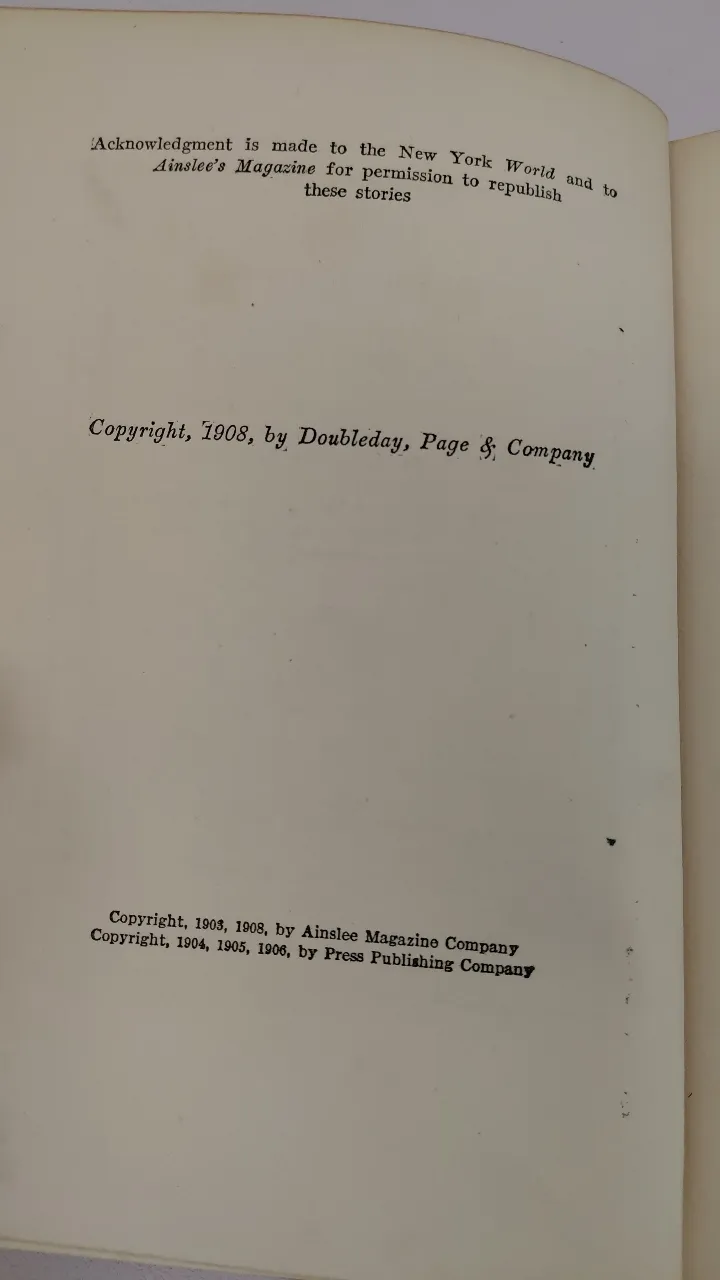 Acknowledgment is made to the New York World and to
Ainslee's Magazine for permission to republish
these stories
Copyright, 1908, by Doubleday, Page & Company
Copyright, 1903, 1908, by Ainslee Magazine Company
Copyright, 1904, 1905, 1906, by Press Publishing Company